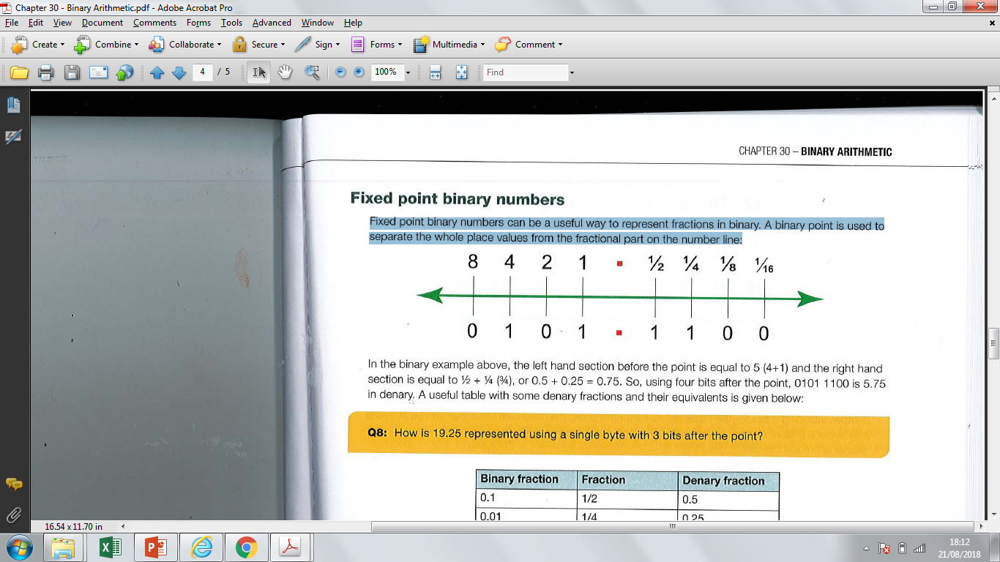 Chapter 30 - Binary Arithmetic.pdf - Adobe Acrobat Pro
File Edit View Document Comments Forms Tools Advanced Window Help
Create Combine Collaborate Secure Sign Forms Multimedia Comment
4 / 5 100% Find
CHAPTER 30 – BINARY ARITHMETIC
Fixed point binary numbers
Fixed point binary numbers can be a useful way to represent fractions in binary. A binary point is used to
separate the whole place values from the fractional part on the number line:
8 4 2 1 . ½ ¼ ⅛ 1/16
0 1 0 1 . 1 1 0 0
In the binary example above, the left hand section before the point is equal to 5 (4+1) and the right hand
section is equal to ½ + ¼ (¾), or 0.5 + 0.25 = 0.75. So, using four bits after the point, 0101 1100 is 5.75
in denary. A useful table with some denary fractions and their equivalents is given below:
Q8: How is 19.25 represented using a single byte with 3 bits after the point?
Binary fraction Fraction Denary fraction
0.1 1/2 0.5
0.01 1/4 0.25
16.54 x 11.70 in
18:12
21/08/2018